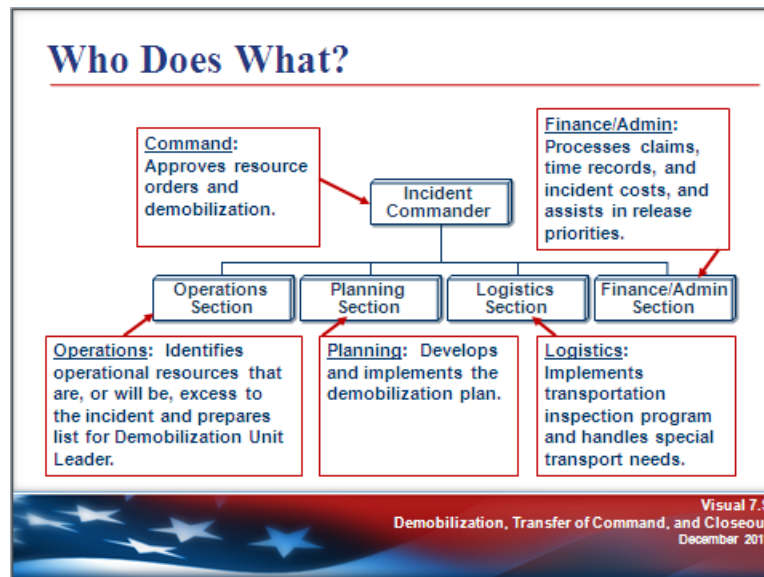 Who Does What?
Command:
Approves resource
orders and
demobilization.
Finance/Admin:
Processes claims,
time records, and
incident costs, and
assists in release
priorities.
Incident
Commander
Operations
Section
Planning
Section
Logistics
Section
Finance/Admin
Section
Operations: Identifies
operational resources that
are, or will be, excess to
the incident and prepares
list for Demobilization Unit
Leader.
Planning: Develops
and implements the
demobilization plan.
Logistics:
Implements
transportation
inspection program
and handles special
transport needs.
Visual
Demobilization, Transfer of Command, and
December